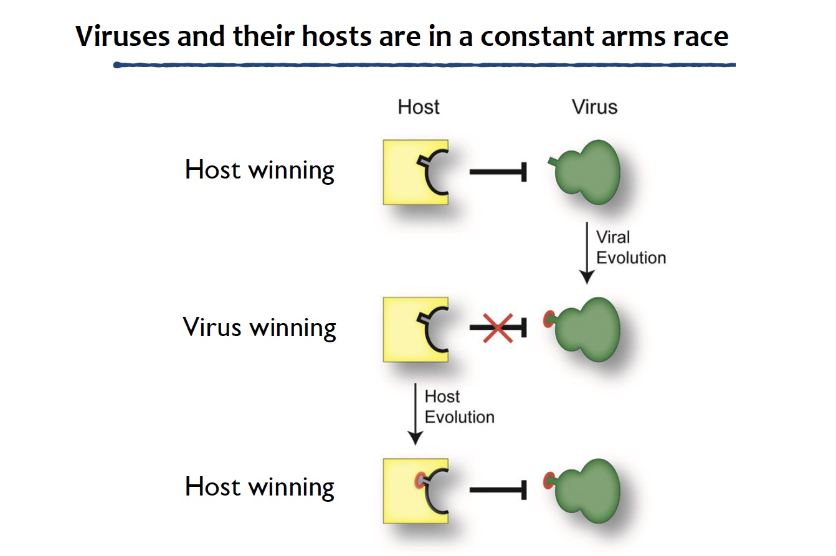 Viruses and their hosts are in a constant arms race
Host
Virus
Host winning
Viral
Evolution
Virus winning
Host
Evolution
Host winning